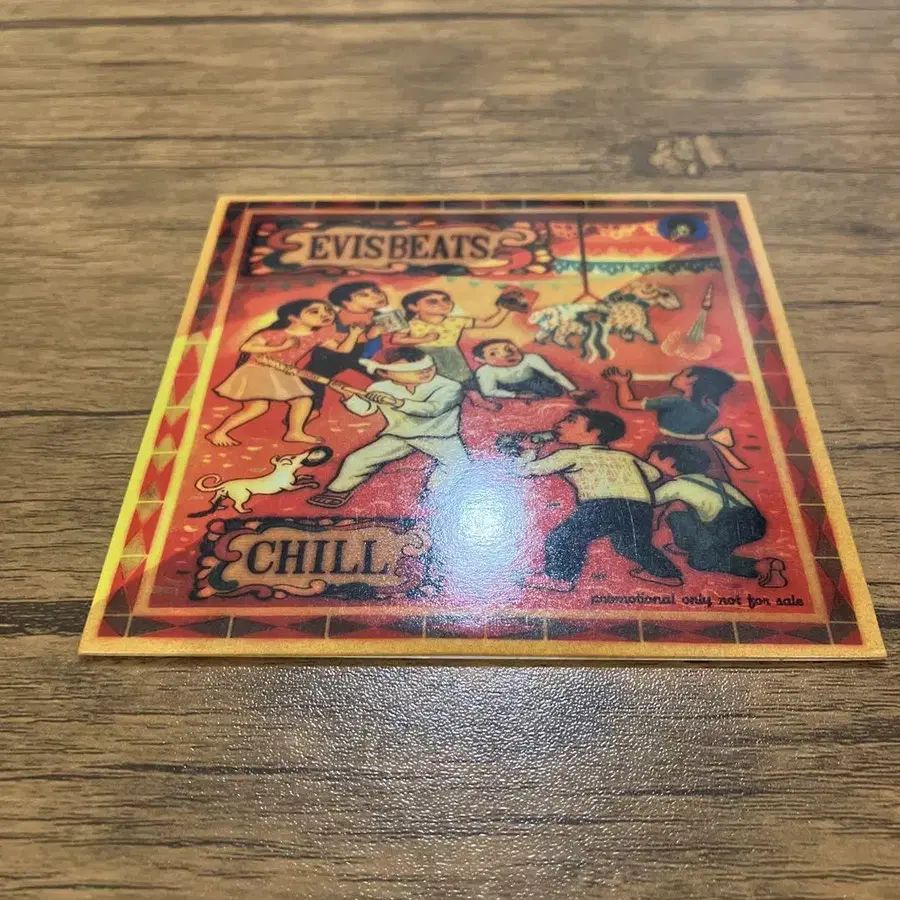 EVISBEATS
CHILL
promotional only not for sale